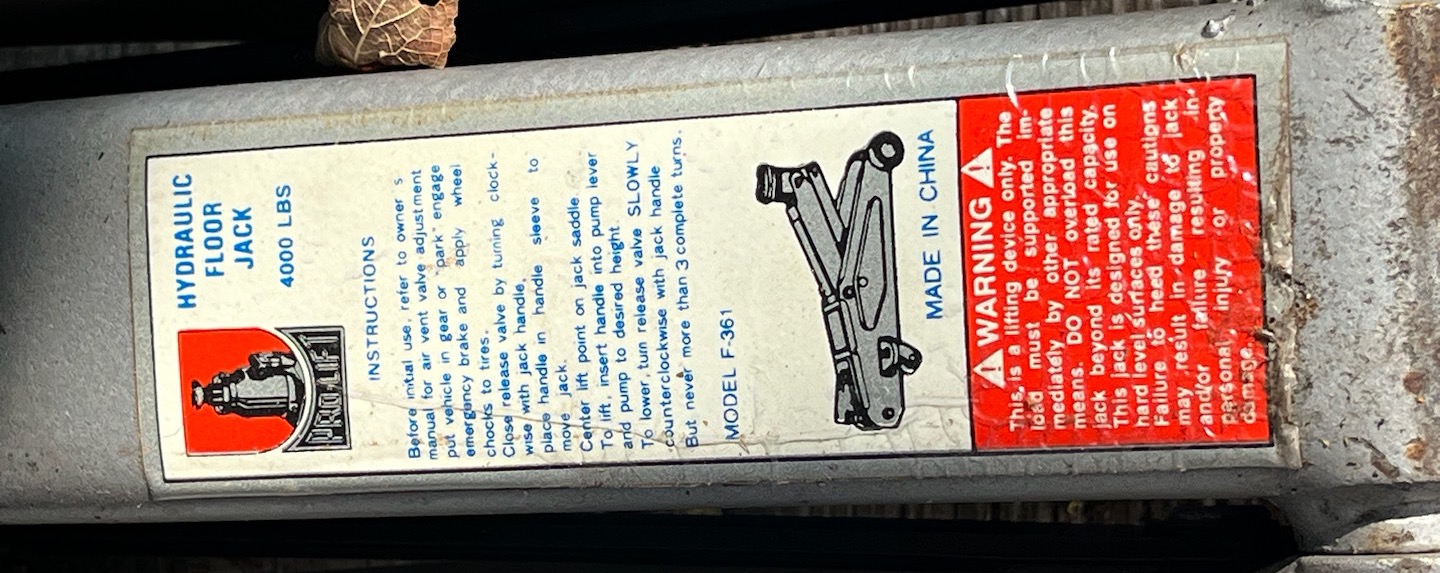 PRO-LIFT
HYDRAULIC
FLOOR
JACK
4000 LBS
INSTRUCTIONS
Before initial use, refer to owner s
manual for air vent valve adjustment
put vehicle in gear or "park" engage
emergency brake and apply wheel
chocks to tires.
Close release valve by turning clock-
wise with jack handle,
place handle in handle sleeve to
move jack.
Center lift point on jack saddle
To lift, insert handle into pump lever
and pump to desired height
To lower, turn release valve SLOWLY
counterclockwise with jack handle
But never more than 3 complete turns.
MODEL F-361
MADE IN CHINA
WARNING
This is a lifting device only. The
load must be supported im-
mediately by other appropriate
means. DO NOT overload this
jack beyond its rated capacity.
This jack is designed for use on
hard level surfaces only.
Failure to heed these cautions
may result in damage to jack
and/or failure resulting in
personal injury or property
damage.